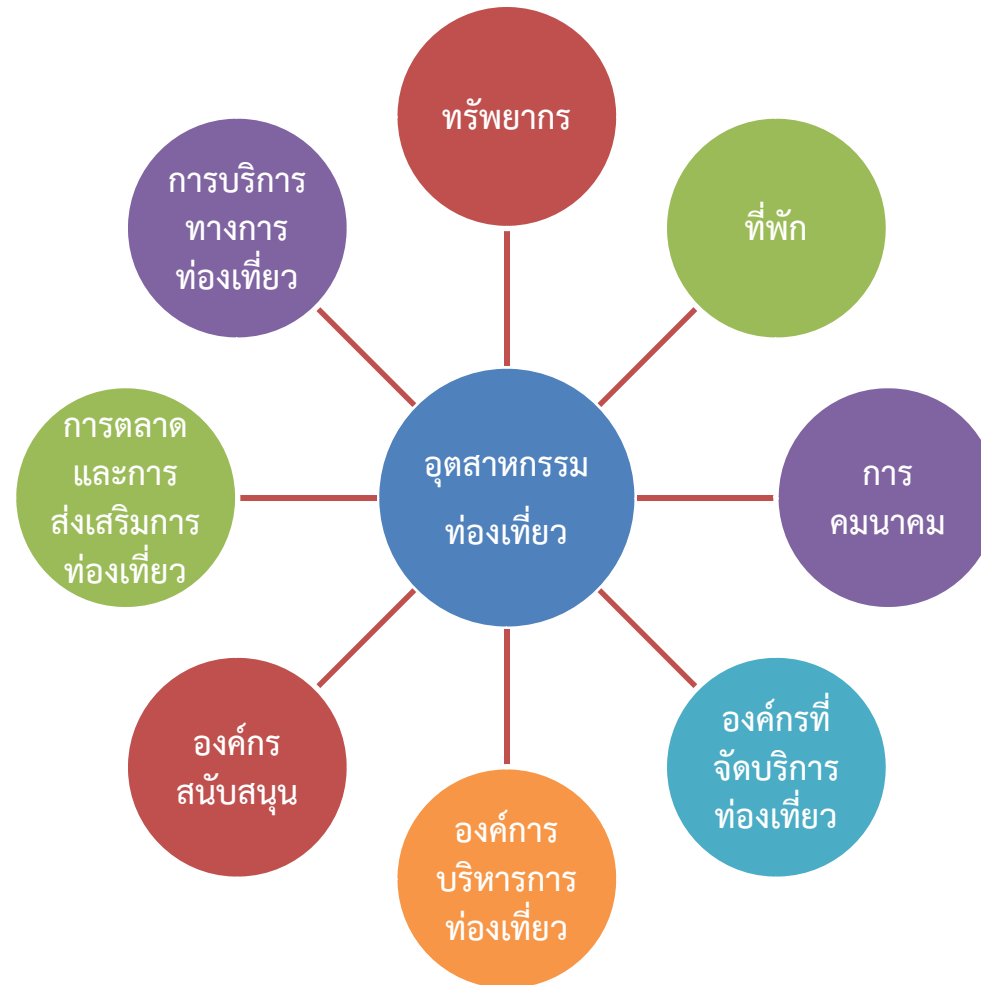 ทรัพยากร
ที่พัก
การ
คมนาคม
องค์กรที่
จัดบริการ
ท่องเที่ยว
องค์การ
บริหารการ
ท่องเที่ยว
องค์กร
สนับสนุน
การตลาด
และการ
ส่งเสริมการ
ท่องเที่ยว
การบริการ
ทางการ
ท่องเที่ยว
อุตสาหกรรม
ท่องเที่ยว